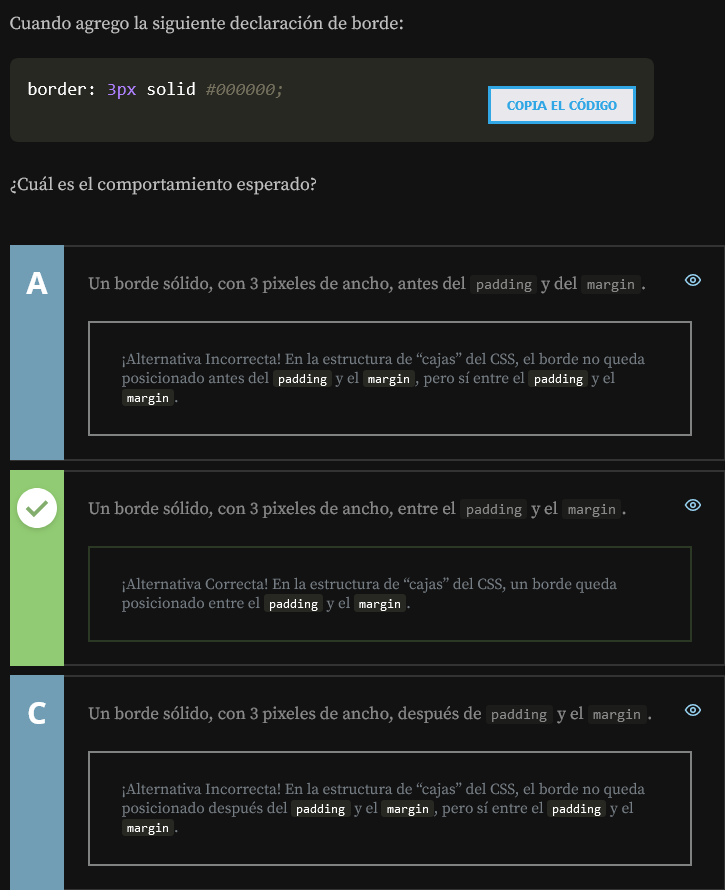 Cuando agrego la siguiente declaración de borde:
border: 3px solid #000000;
COPIA EL CÓDIGO
¿Cuál es el comportamiento esperado?
A
Un borde sólido, con 3 pixeles de ancho, antes del padding y del margin.
¡Alternativa Incorrecta! En la estructura de “cajas” del CSS, el borde no queda
posicionado antes del padding y el margin, pero sí entre el padding y el
margin.
Un borde sólido, con 3 pixeles de ancho, entre el padding y el margin.
¡Alternativa Correcta! En la estructura de “cajas” del CSS, un borde queda
posicionado entre el padding y el margin.
C
Un borde sólido, con 3 pixeles de ancho, después de padding y el margin.
¡Alternativa Incorrecta! En la estructura de “cajas” del CSS, el borde no queda
posicionado después del padding y el margin, pero sí entre el padding y el
margin.